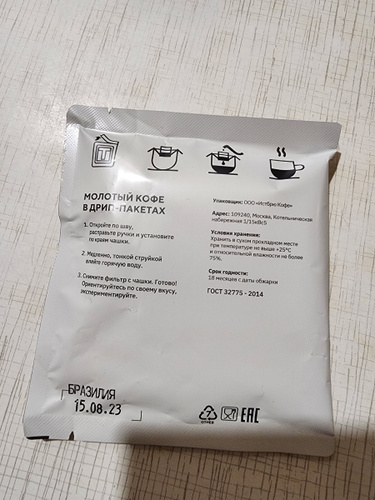 МОЛОТЫЙ КОФЕ
В ДРИП-ПАКЕТАХ
1. Откройте по шву,
расправьте ручки и установите
по краям чашки.
2. Медленно, тонкой струйкой
влейте горячую воду.
3. Снимите фильтр с чашки. Готово!
Ориентируйтесь по своему вкусу,
экспериментируйте.
Упаковщик: ООО «Истбрю Кофе»
Адрес: 109240, Москва, Котельническая
набережная
Условия хранения:
Хранить в сухом прохладном месте
при температуре не выше +25°C
и относительной влажности не более
75%.
Срок годности:
18 месяцев с даты обжарки
ГОСТ 32775 - 2014
БРАЗИЛИЯ
15.08.23
7
EAC